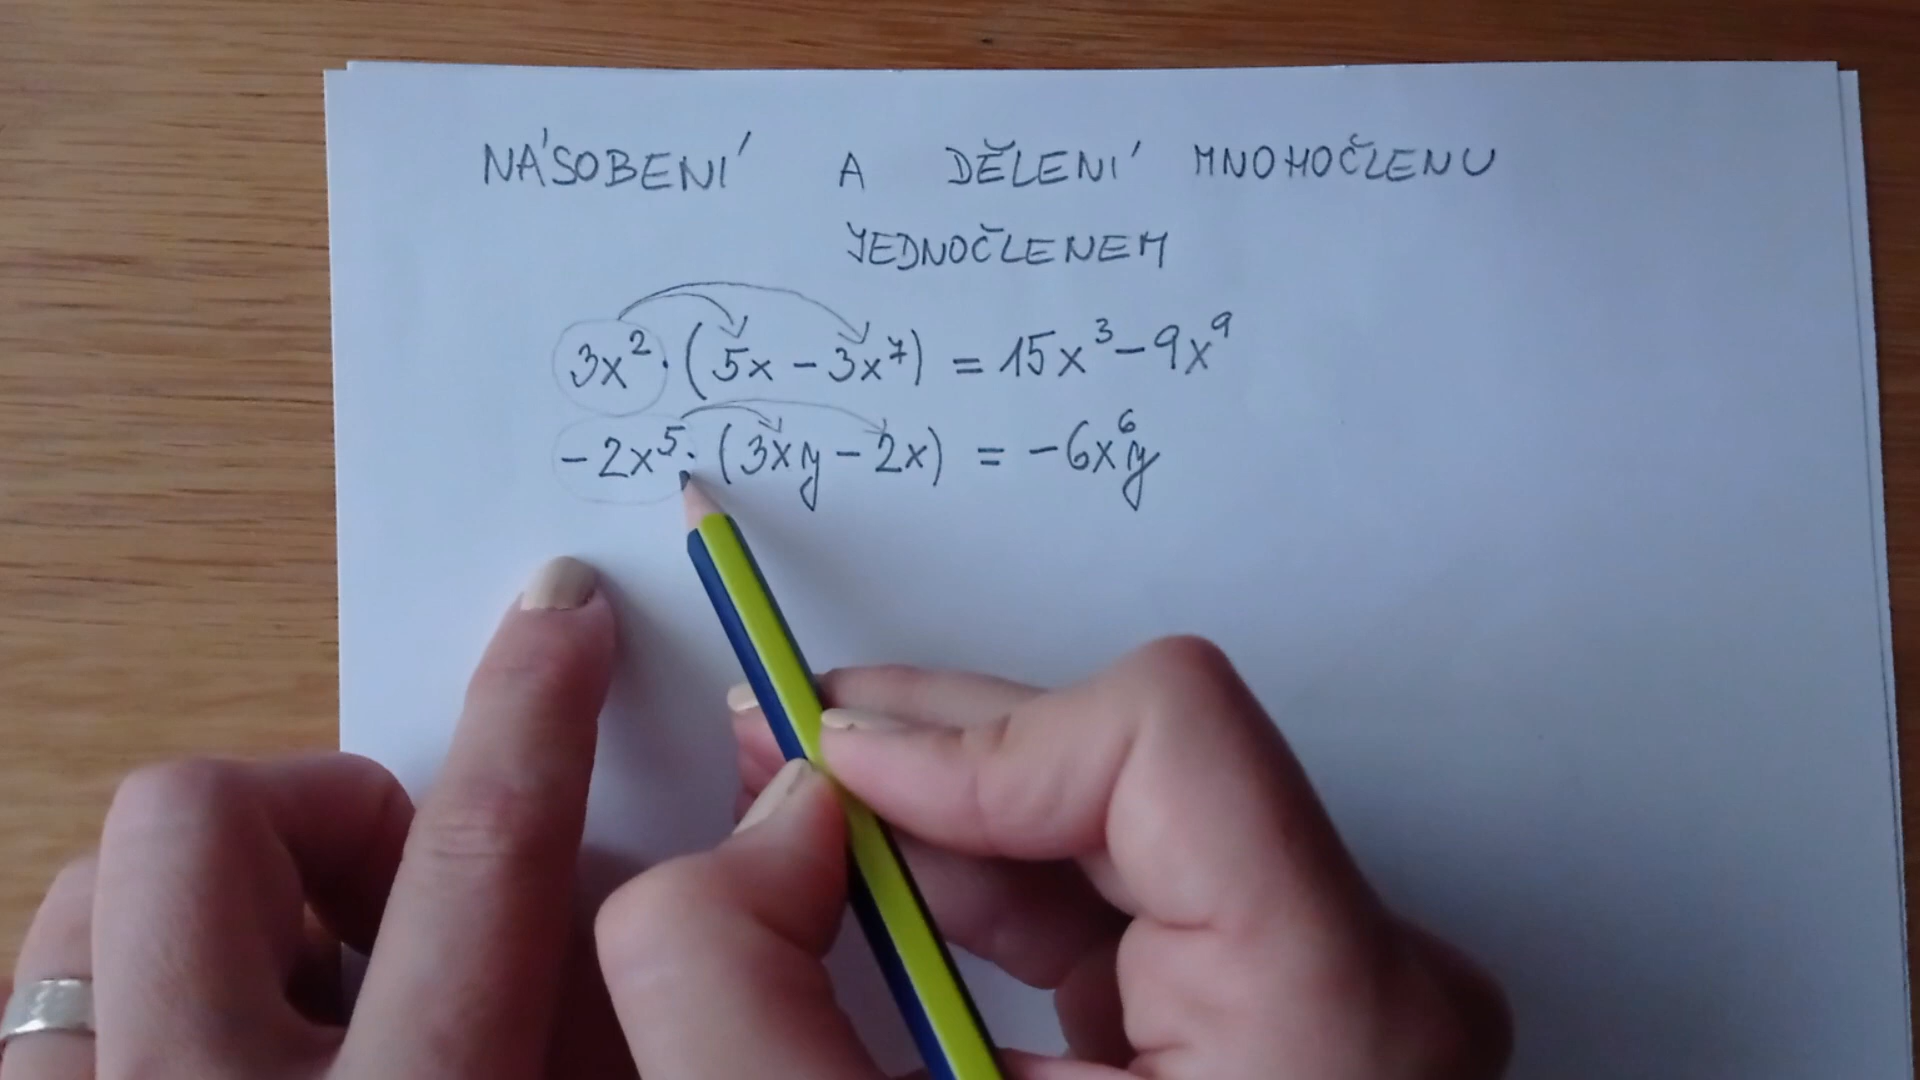 NÁSOBENÍ A DĚLENÍ MNOHOČLENU
JEDNOČLENEM
3x² · (5x − 3x⁷) = 15x³ − 9x⁹
−2x⁵ · (3xy − 2x) = −6x⁶y